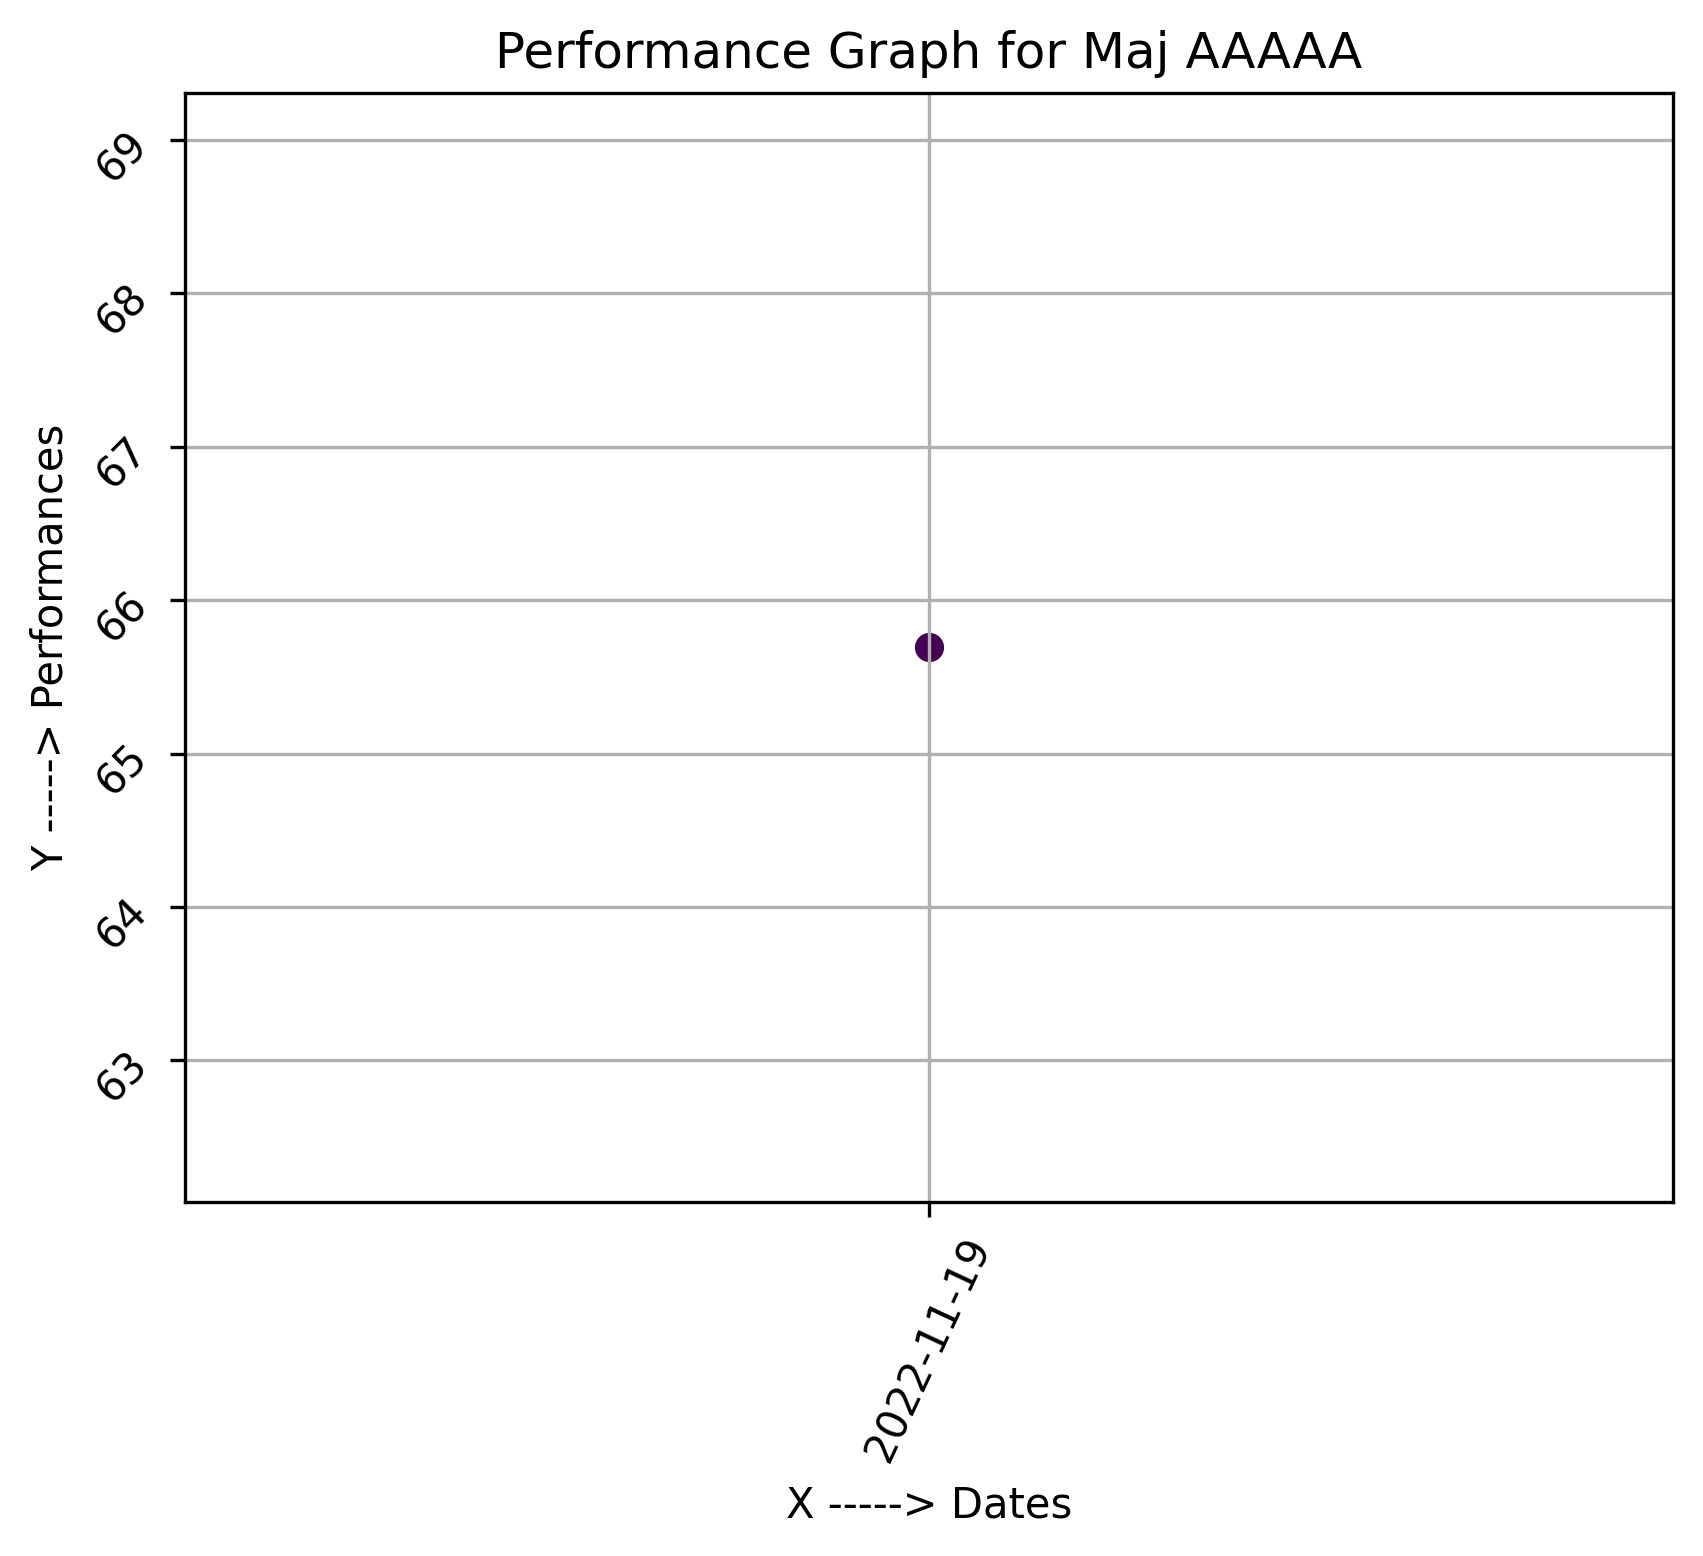 Performance Graph for Maj AAAAA
Y -----> Performances
69
68
67
66
65
64
63
2022-11-19
X -----> Dates